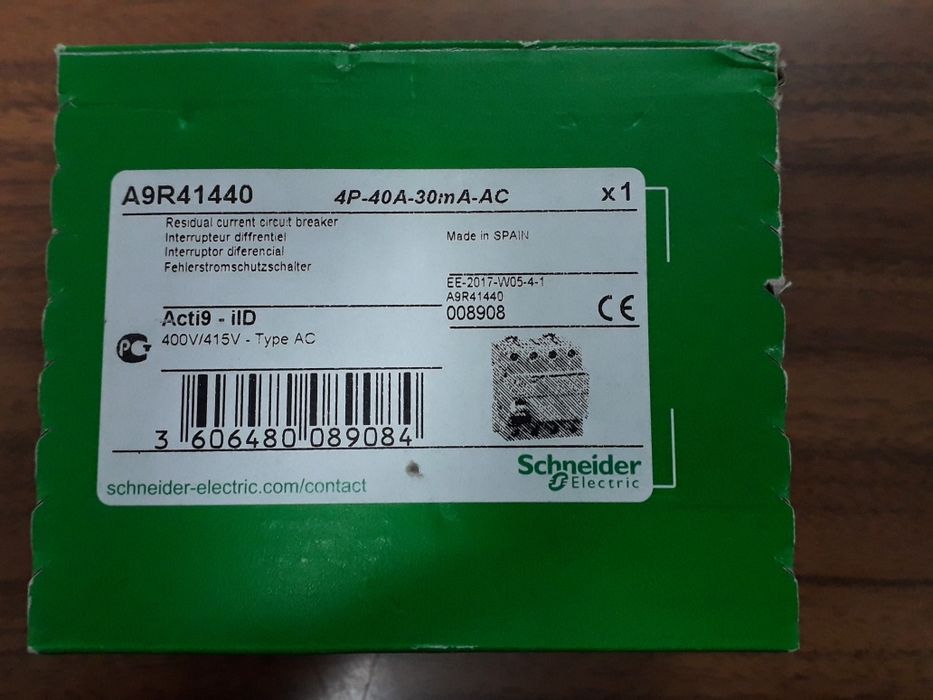 A9R41440 4P-40A-30mA-AC x1
Residual current circuit breaker
Interrupteur diffrentiel
Interruptor diferencial
Fehlerstromschutzschalter
Made in SPAIN
EE-2017-W05-4-1
A9R41440
008908
CE
Acti9 - iID
400V/415V - Type AC
PCT
3 606480 089084
schneider-electric.com/contact
Schneider
Electric